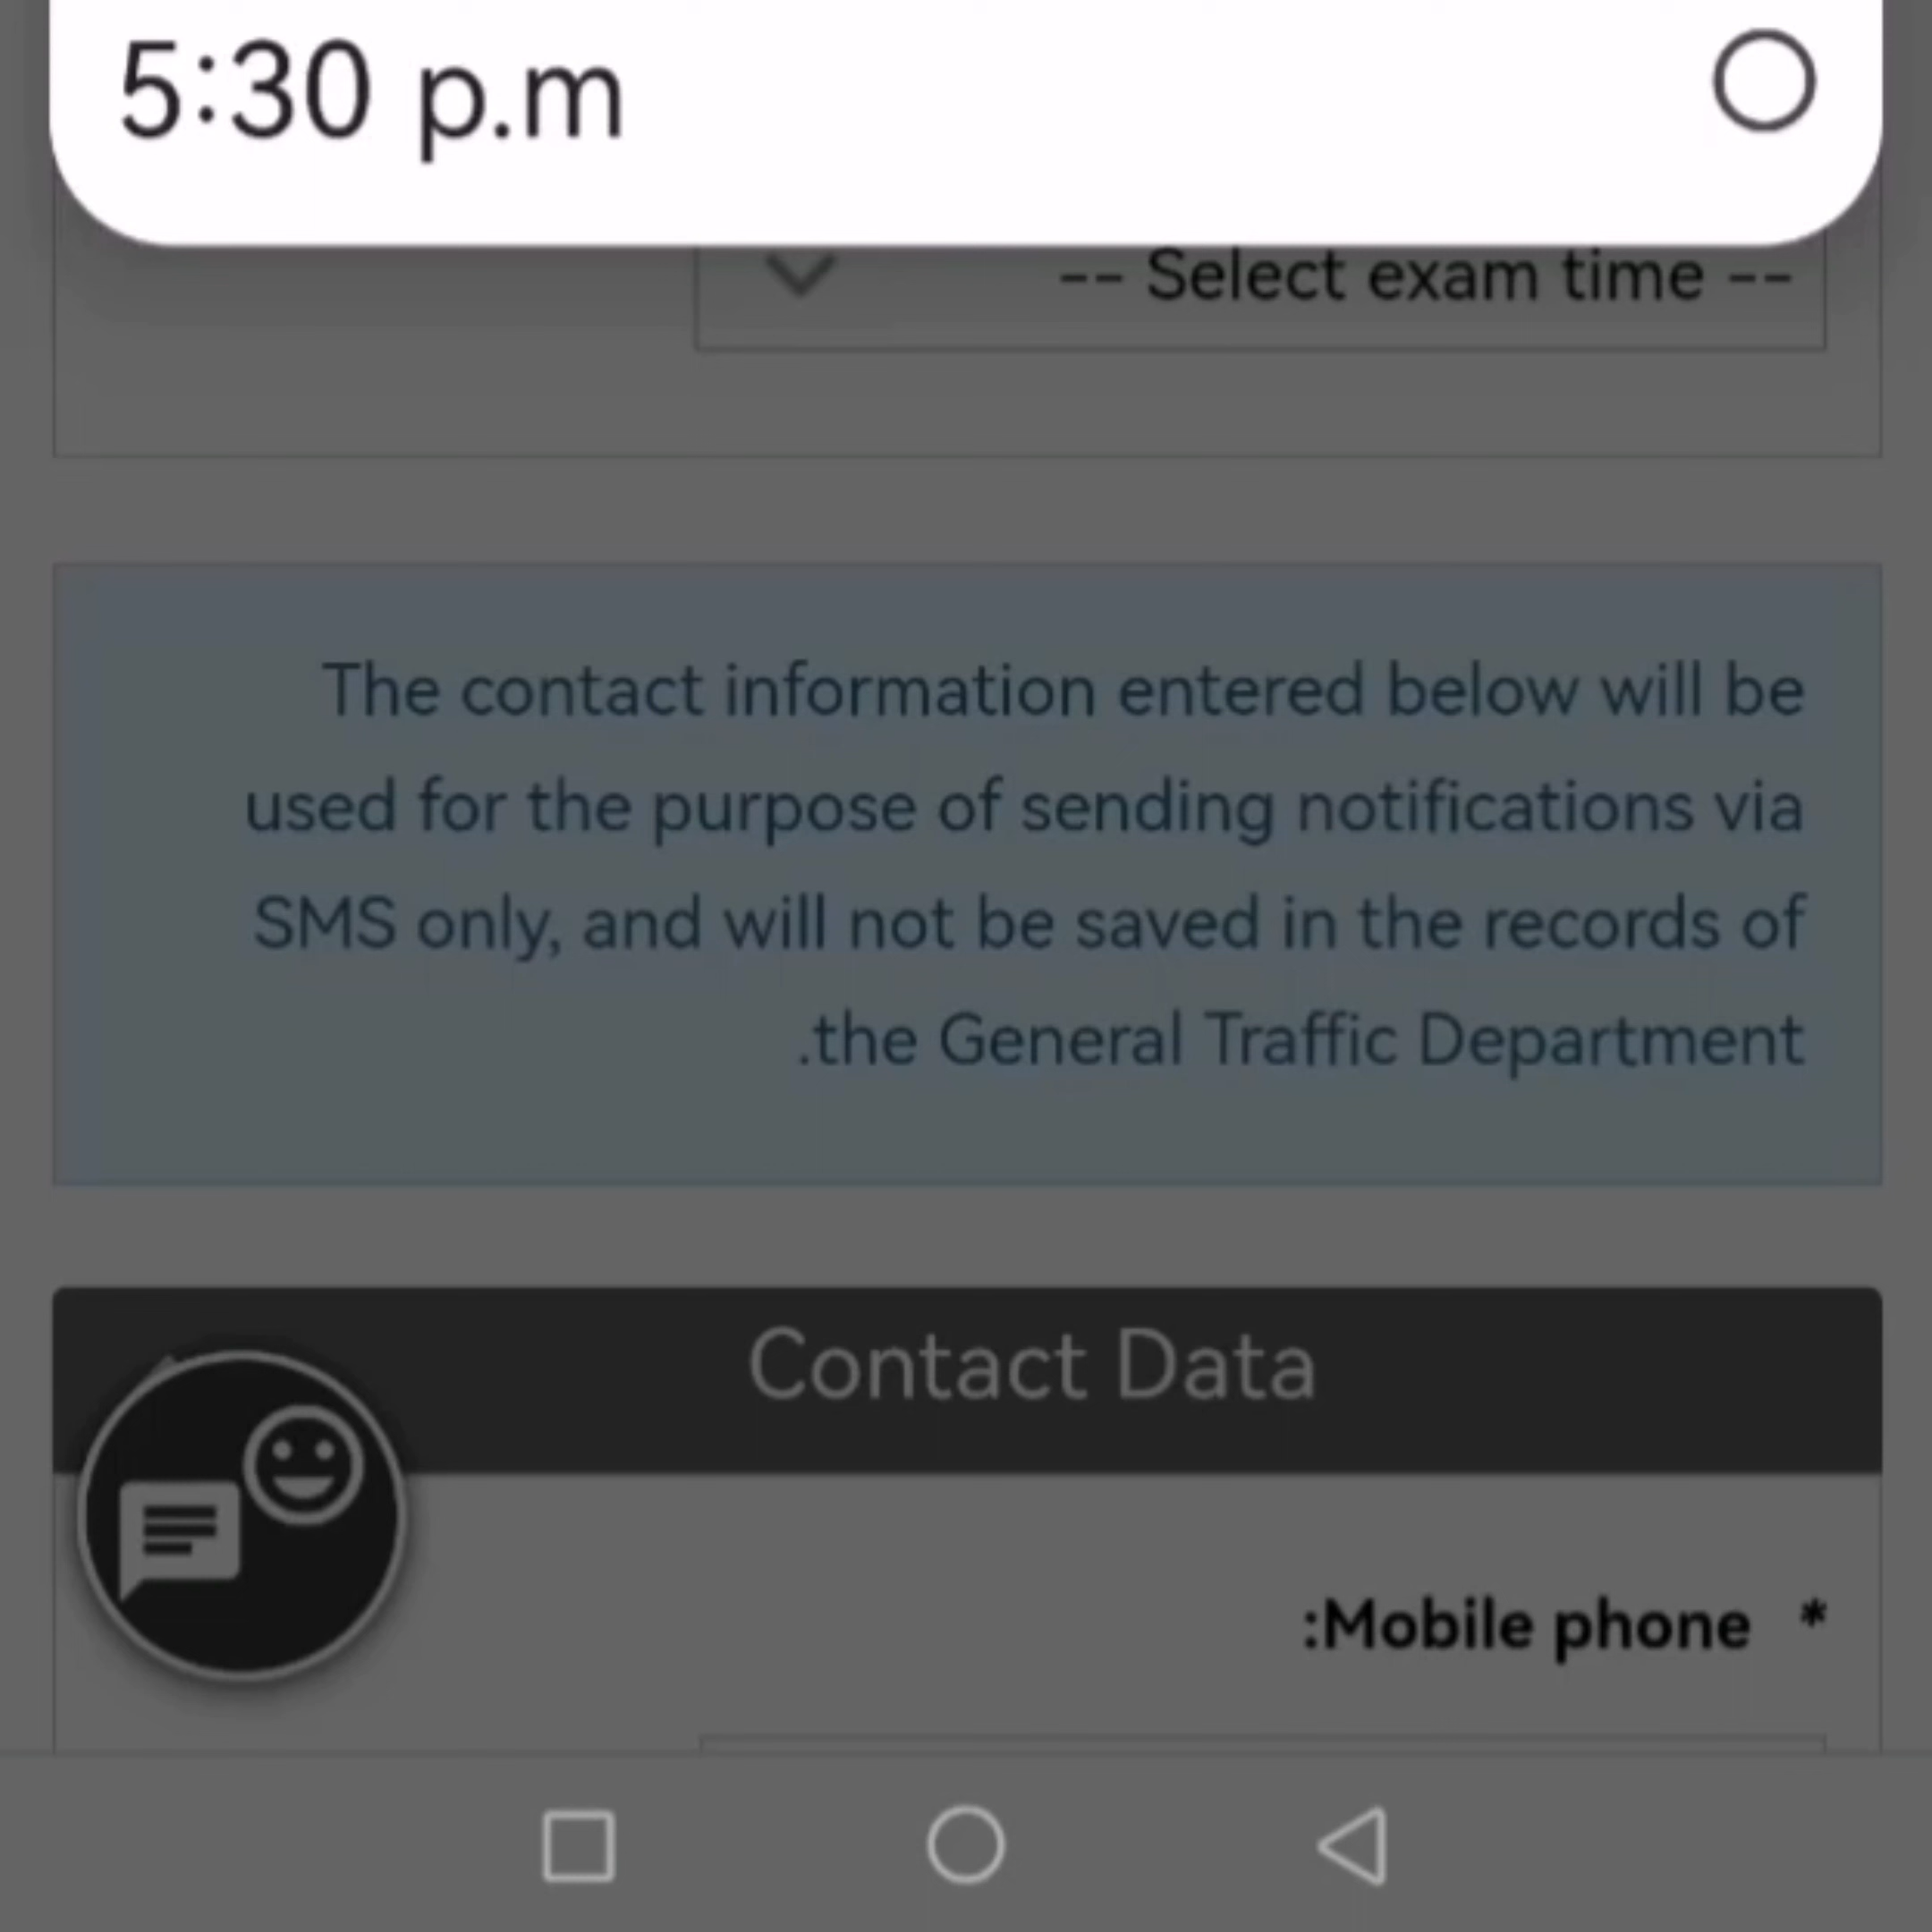 5:30 p.m
-- Select exam time --
The contact information entered below will be
used for the purpose of sending notifications via
SMS only, and will not be saved in the records of
.the General Traffic Department
Contact Data
:Mobile phone *